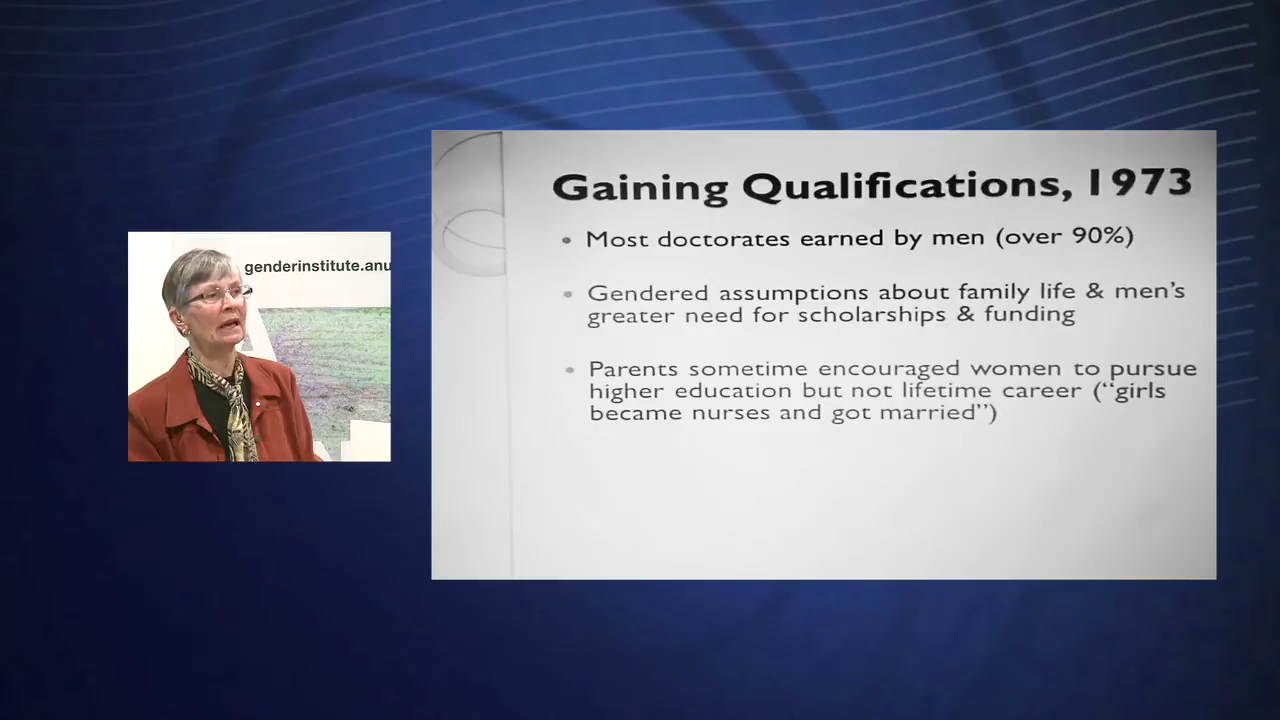 genderinstitute.anu
Gaining Qualifications, 1973
• Most doctorates earned by men (over 90%)
• Gendered assumptions about family life & men's
greater need for scholarships & funding
• Parents sometime encouraged women to pursue
higher education but not lifetime career ("girls
became nurses and got married")